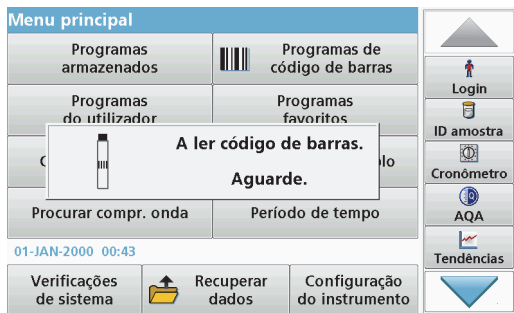 Menu principal
Programas
armazenados
Programas de
código de barras
Programas
do utilizador
Programas
favoritos
A ler código de barras.
Aguarde.
Procurar compr. onda
Período de tempo
01-JAN-2000 00:43
Verificações
de sistema
Recuperar
dados
Configuração
do instrumento
Login
ID amostra
Cronômetro
AQA
Tendências